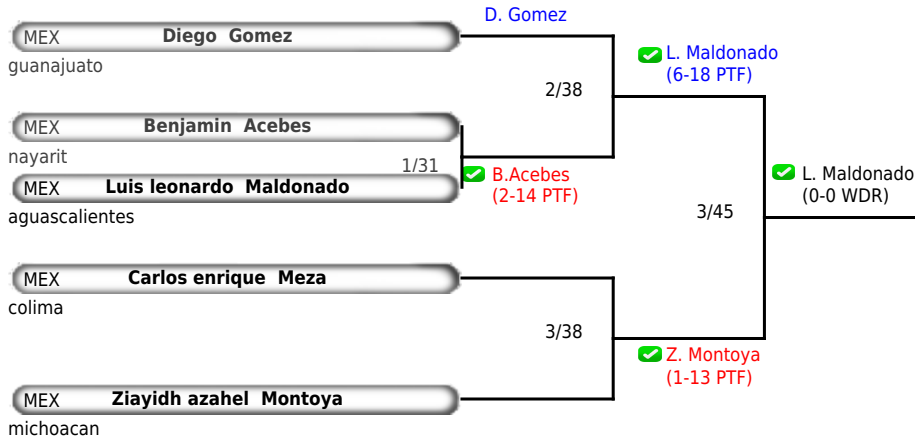 D. Gomez
MEX Diego Gomez
guanajuato
L. Maldonado
(6-18 PTF)
2/38
MEX Benjamin Acebes
nayarit
1/31
B.Acebes
(2-14 PTF)
MEX Luis leonardo Maldonado
aguascalientes
L. Maldonado
(0-0 WDR)
3/45
MEX Carlos enrique Meza
colima
3/38
Z. Montoya
(1-13 PTF)
MEX Ziayidh azahel Montoya
michoacan